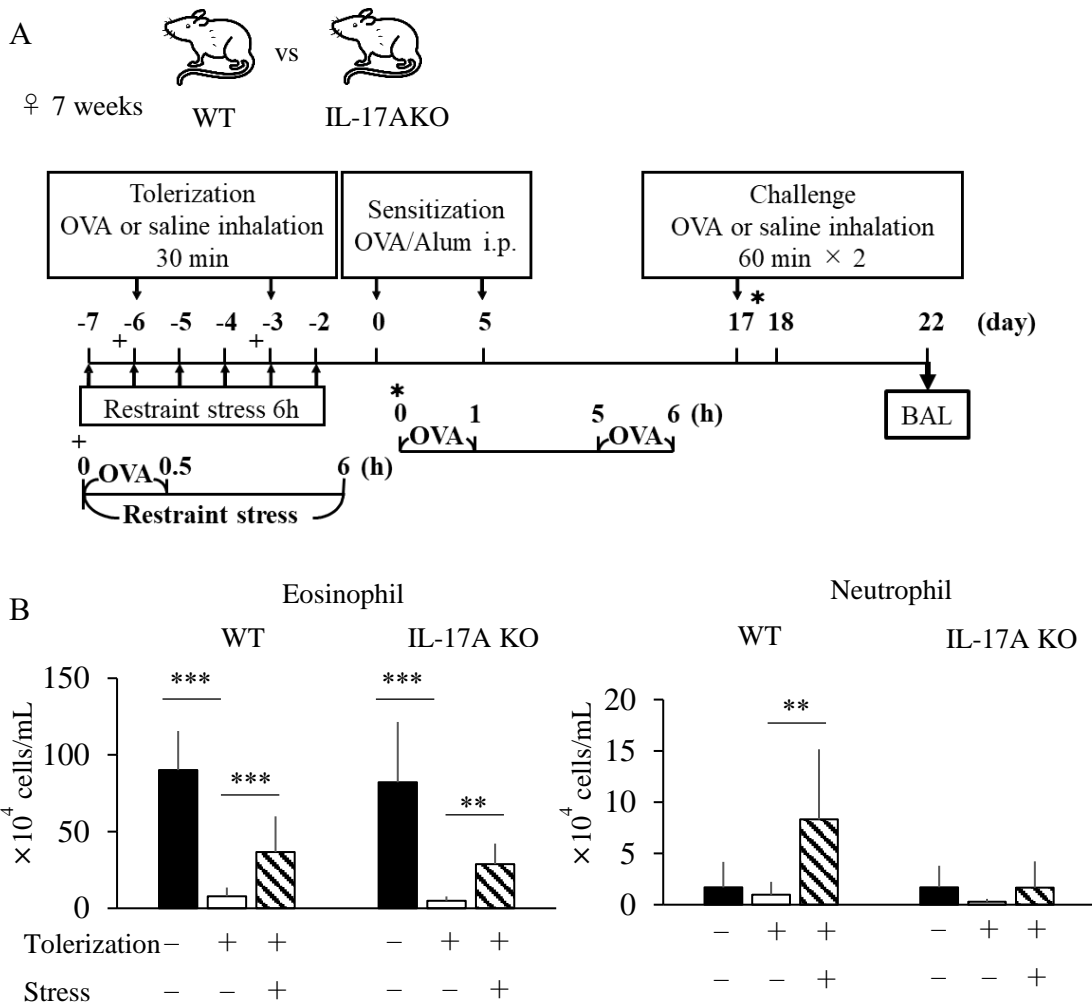 A
vs
♀ 7 weeks
WT
IL-17AKO
Tolerization
OVA or saline inhalation
30 min
Sensitization
OVA/Alum i.p.
Challenge
OVA or saline inhalation
60 min × 2
-7 -6 -5 -4 -3 -2 0 5 17 * 18 22 (day)
+ +
Restraint stress 6h
BAL
*
0 1 5 6 (h)
OVA OVA
+
0 OVA 0.5 6 (h)
Restraint stress
B
Eosinophil
WT IL-17A KO
×10⁴ cells/mL
150
100
50
0
*** *** *** **
Tolerization − + + − + +
Stress − − + − − +
Neutrophil
WT IL-17A KO
×10⁴ cells/mL
20
15
10
5
0
**
− + + − + +
− − + − − +